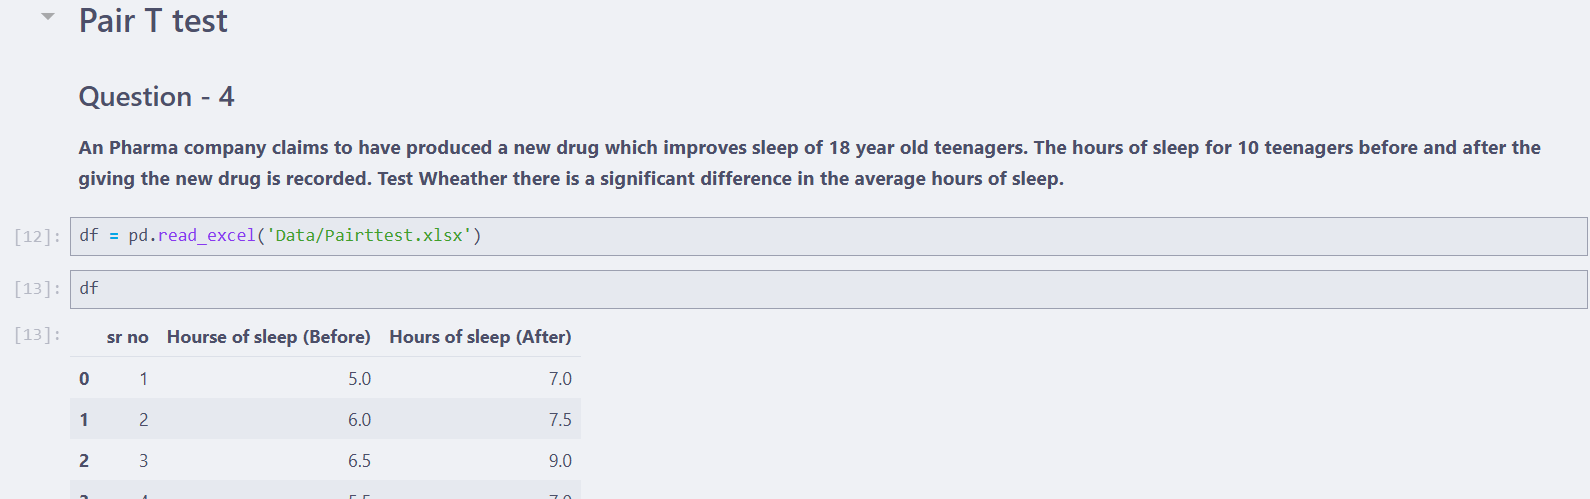 Pair T test
Question - 4
An Pharma company claims to have produced a new drug which improves sleep of 18 year old teenagers. The hours of sleep for 10 teenagers before and after the
giving the new drug is recorded. Test Wheather there is a significant difference in the average hours of sleep.
[12]: df = pd.read_excel('Data/Pairttest.xlsx')
[13]: df
[13]: sr no Hourse of sleep (Before) Hours of sleep (After)
0 1 5.0 7.0
1 2 6.0 7.5
2 3 6.5 9.0